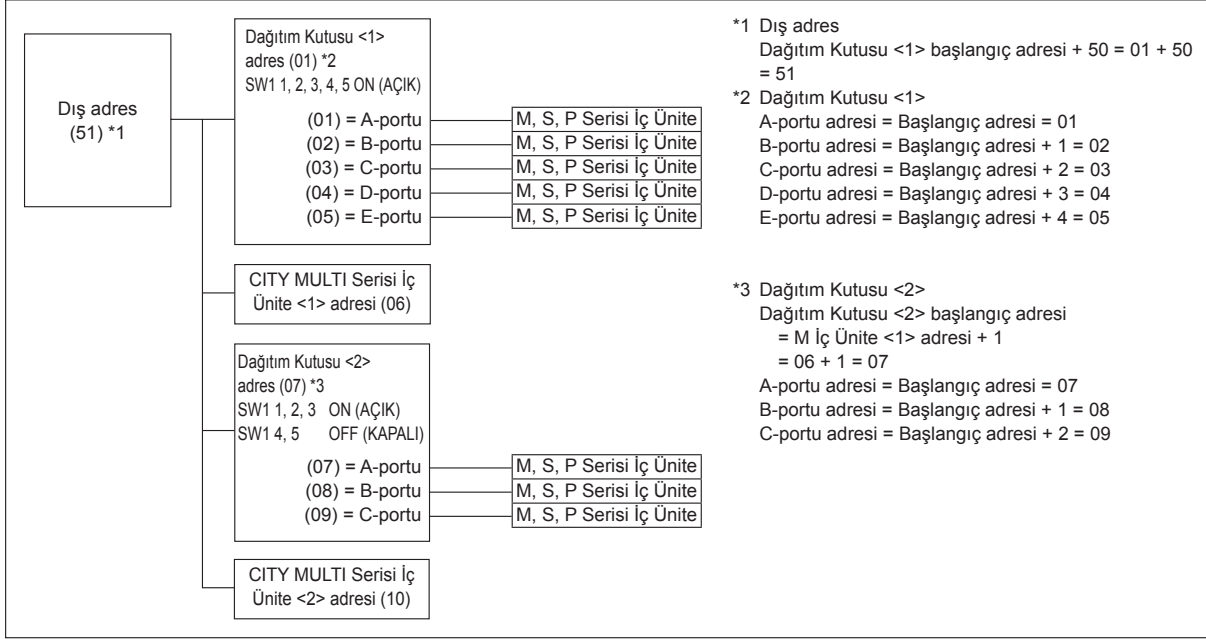 Dış adres
(51) *1
Dağıtım Kutusu <1>
adres (01) *2
SW1 1, 2, 3, 4, 5 ON (AÇIK)
(01) = A-portu
M, S, P Serisi İç Ünite
(02) = B-portu
M, S, P Serisi İç Ünite
(03) = C-portu
M, S, P Serisi İç Ünite
(04) = D-portu
M, S, P Serisi İç Ünite
(05) = E-portu
M, S, P Serisi İç Ünite
CITY MULTI Serisi İç
Ünite <1> adresi (06)
Dağıtım Kutusu <2>
adres (07) *3
SW1 1, 2, 3 ON (AÇIK)
SW1 4, 5 OFF (KAPALI)
(07) = A-portu
M, S, P Serisi İç Ünite
(08) = B-portu
M, S, P Serisi İç Ünite
(09) = C-portu
M, S, P Serisi İç Ünite
CITY MULTI Serisi İç
Ünite <2> adresi (10)
*1 Dış adres
Dağıtım Kutusu <1> başlangıç adresi + 50 = 01 + 50
= 51
*2 Dağıtım Kutusu <1>
A-portu adresi = Başlangıç adresi = 01
B-portu adresi = Başlangıç adresi + 1 = 02
C-portu adresi = Başlangıç adresi + 2 = 03
D-portu adresi = Başlangıç adresi + 3 = 04
E-portu adresi = Başlangıç adresi + 4 = 05
*3 Dağıtım Kutusu <2>
Dağıtım Kutusu <2> başlangıç adresi
= M İç Ünite <1> adresi + 1
= 06 + 1 = 07
A-portu adresi = Başlangıç adresi = 07
B-portu adresi = Başlangıç adresi + 1 = 08
C-portu adresi = Başlangıç adresi + 2 = 09